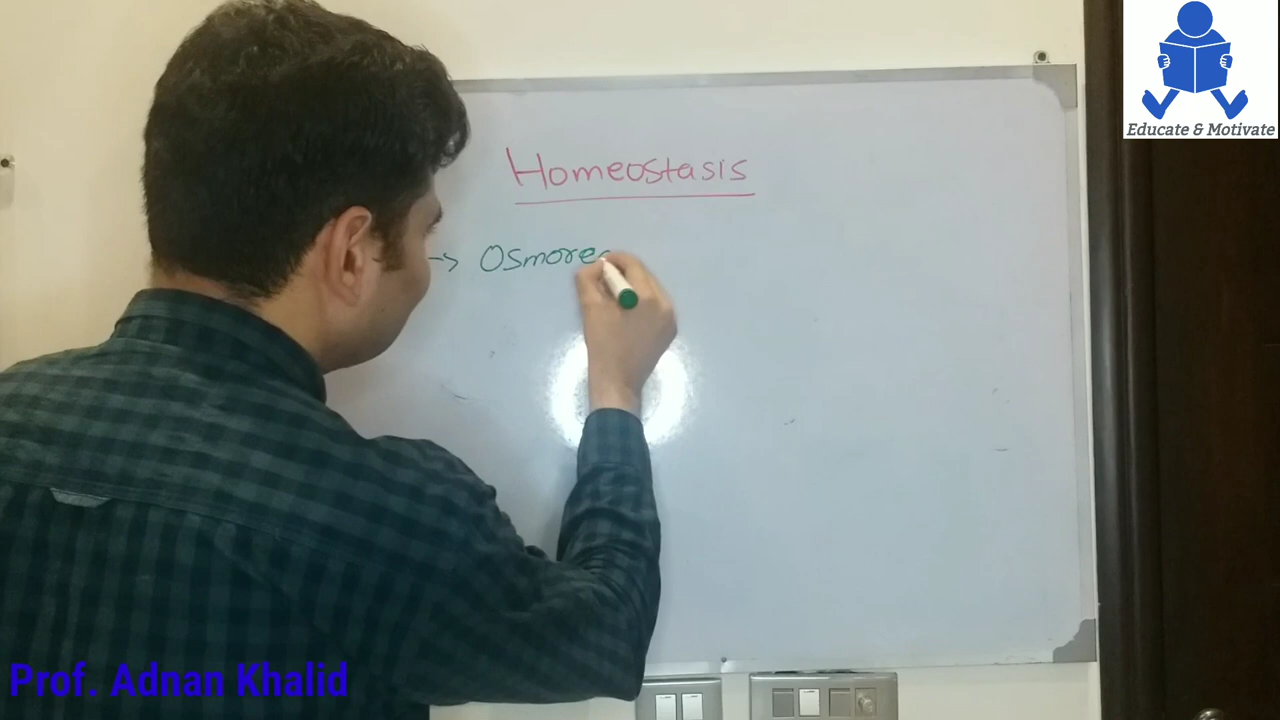 Educate & Motivate
Homeostasis
→ Osmore
Prof. Adnan Khalid